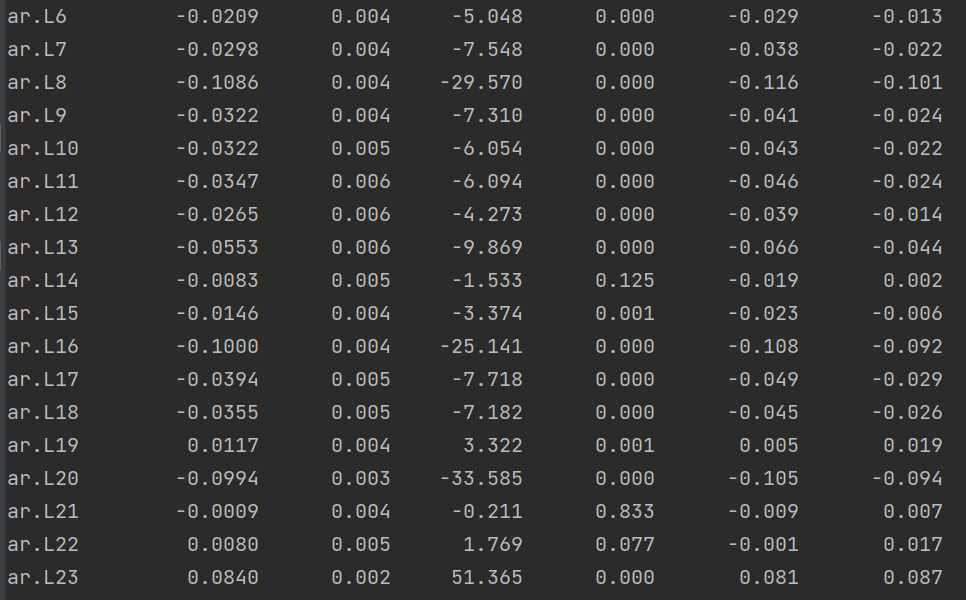 ar.L6 -0.0209 0.004 -5.048 0.000 -0.029 -0.013
ar.L7 -0.0298 0.004 -7.548 0.000 -0.038 -0.022
ar.L8 -0.1086 0.004 -29.570 0.000 -0.116 -0.101
ar.L9 -0.0322 0.004 -7.310 0.000 -0.041 -0.024
ar.L10 -0.0322 0.005 -6.054 0.000 -0.043 -0.022
ar.L11 -0.0347 0.006 -6.094 0.000 -0.046 -0.024
ar.L12 -0.0265 0.006 -4.273 0.000 -0.039 -0.014
ar.L13 -0.0553 0.006 -9.869 0.000 -0.066 -0.044
ar.L14 -0.0083 0.005 -1.533 0.125 -0.019 0.002
ar.L15 -0.0146 0.004 -3.374 0.001 -0.023 -0.006
ar.L16 -0.1000 0.004 -25.141 0.000 -0.108 -0.092
ar.L17 -0.0394 0.005 -7.718 0.000 -0.049 -0.029
ar.L18 -0.0355 0.005 -7.182 0.000 -0.045 -0.026
ar.L19 0.0117 0.004 3.322 0.001 0.005 0.019
ar.L20 -0.0994 0.003 -33.585 0.000 -0.105 -0.094
ar.L21 -0.0009 0.004 -0.211 0.833 -0.009 0.007
ar.L22 0.0080 0.005 1.769 0.077 -0.001 0.017
ar.L23 0.0840 0.002 51.365 0.000 0.081 0.087